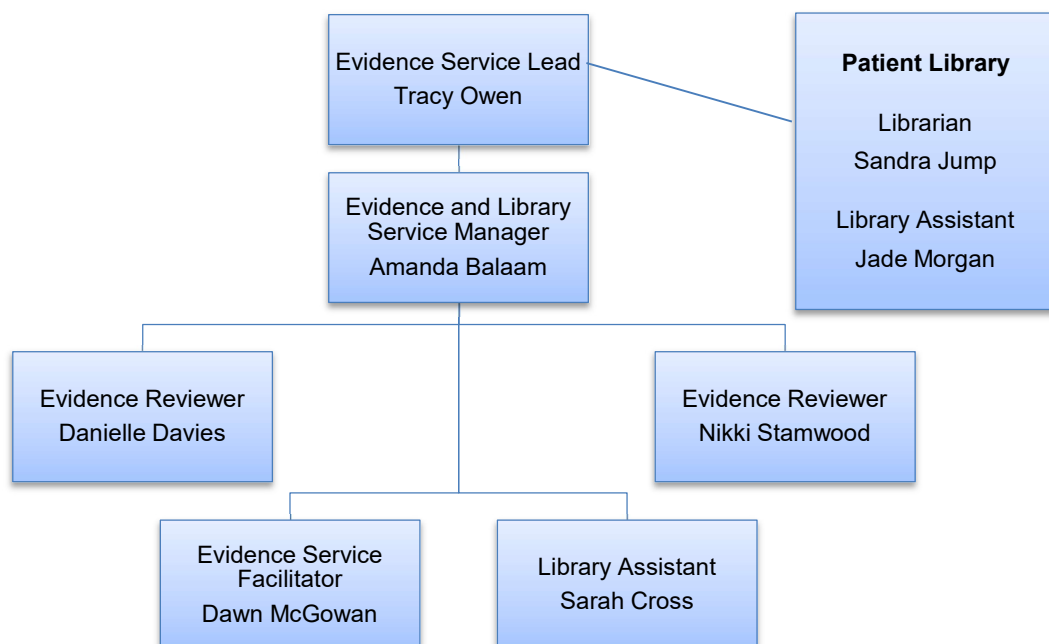 Evidence Service Lead
Tracy Owen
Patient Library
Librarian
Sandra Jump
Library Assistant
Jade Morgan
Evidence and Library
Service Manager
Amanda Balaam
Evidence Reviewer
Danielle Davies
Evidence Reviewer
Nikki Stamwood
Evidence Service
Facilitator
Dawn McGowan
Library Assistant
Sarah Cross